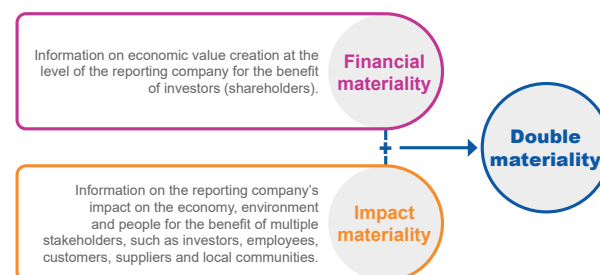 Information on economic value creation at the
level of the reporting company for the benefit
of investors (shareholders).
Financial
materiality
+
Double
materiality
Information on the reporting company's
impact on the economy, environment
and people for the benefit of multiple
stakeholders, such as investors, employees,
customers, suppliers and local communities.
Impact
materiality